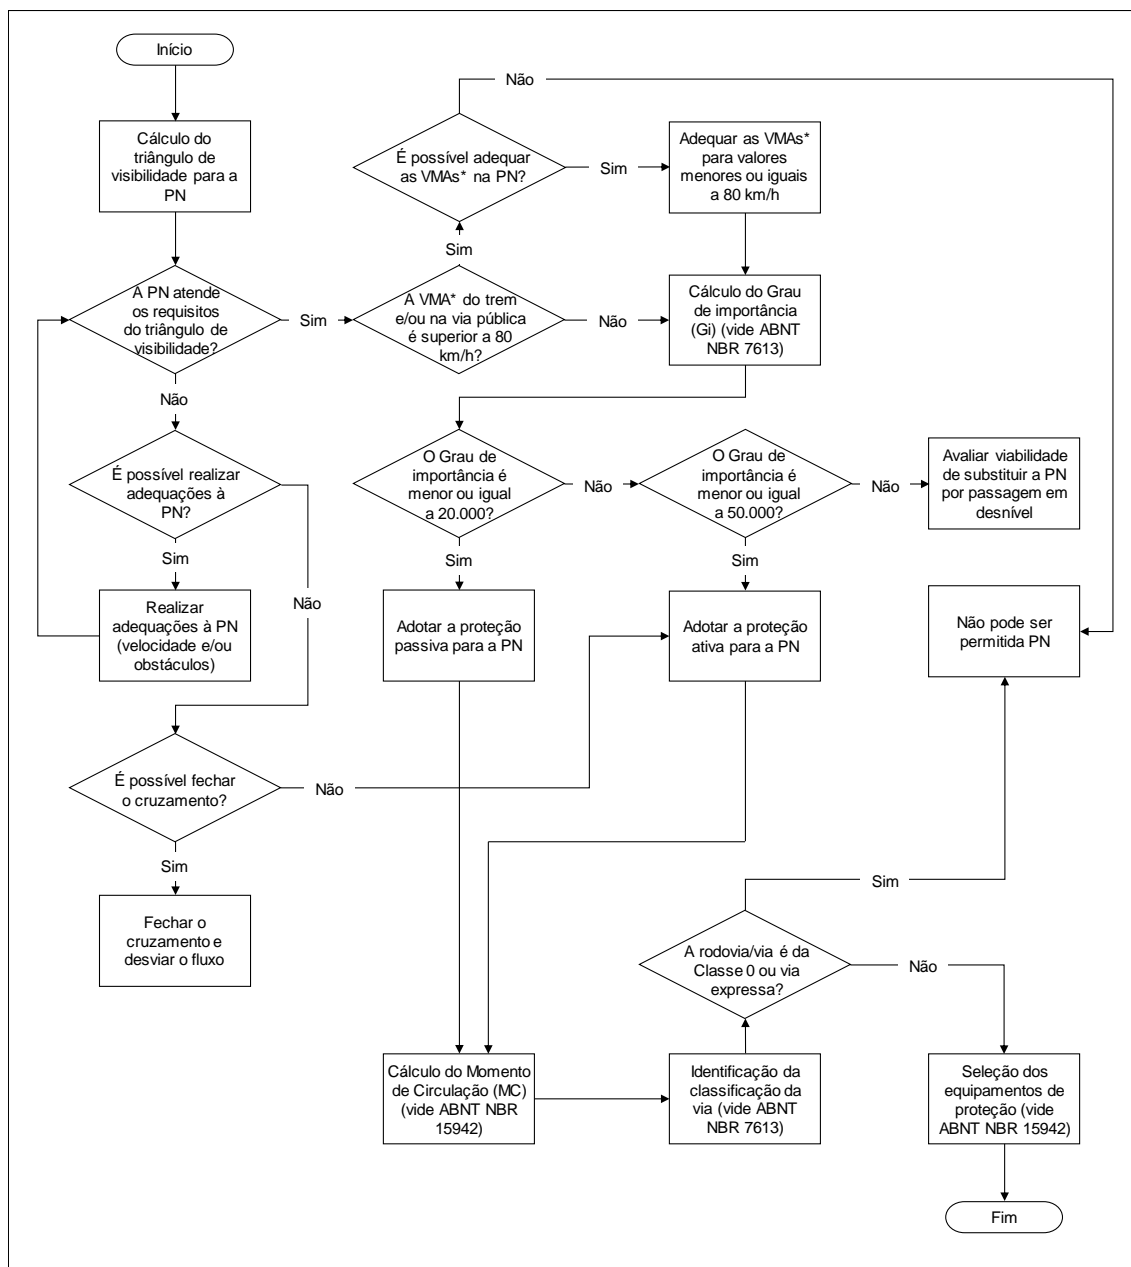 Início
Não
Cálculo do
triângulo de
visibilidade para a
PN
É possível adequar
as VMAs* na PN?
Sim
Adequar as VMAs*
para valores
menores ou iguais
a 80 km/h
Sim
A PN atende
os requisitos
do triângulo de
visibilidade?
Sim
A VMA* do trem
e/ou na via pública
é superior a 80
km/h?
Não
Cálculo do Grau
de importância
(Gi) (vide ABNT
NBR 7613)
Não
É possível realizar
adequações à
PN?
Sim
Não
O Grau de
importância é
menor ou igual
a 20.000?
Não
O Grau de
importância é
menor ou igual
a 50.000?
Não
Avaliar viabilidade
de substituir a PN
por passagem em
desnível
Sim
Sim
Realizar
adequações à PN
(velocidade e/ou
obstáculos)
Adotar a proteção
passiva para a PN
Adotar a proteção
ativa para a PN
Não pode ser
permitida PN
É possível fechar
o cruzamento?
Não
Sim
Fechar o
cruzamento e
desviar o fluxo
Sim
A rodovia/via é da
Classe 0 ou via
expressa?
Não
Cálculo do Momento
de Circulação (MC)
(vide ABNT NBR
15942)
Identificação da
classificação da
via (vide ABNT
NBR 7613)
Seleção dos
equipamentos de
proteção (vide
ABNT NBR 15942)
Fim